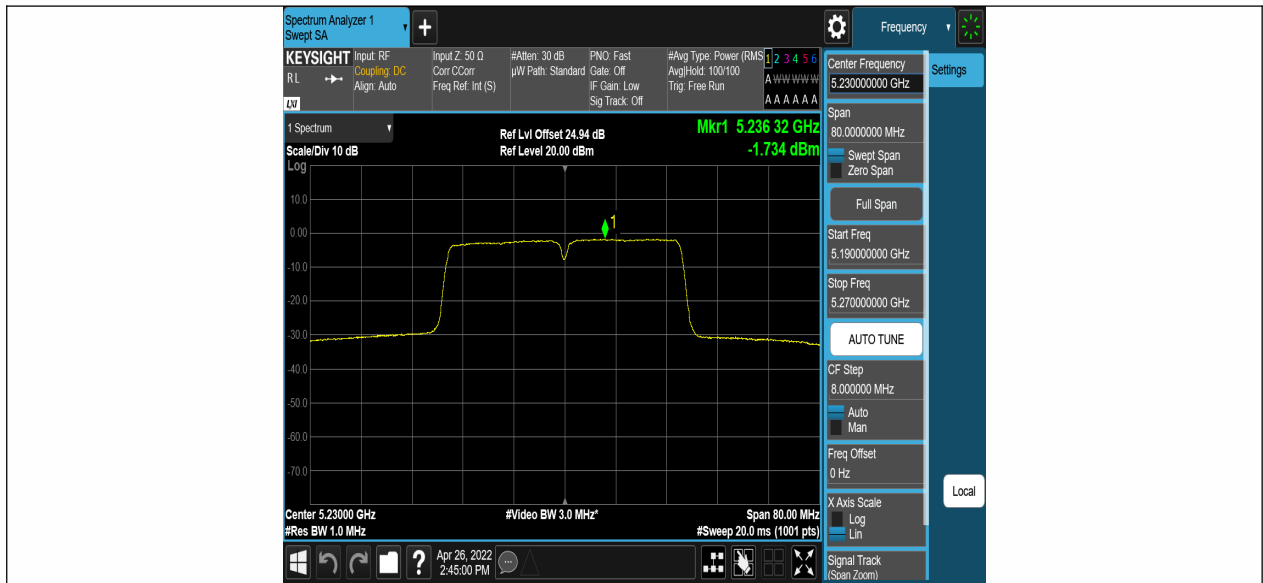 Spectrum Analyzer 1
Swept SA
+
Frequency
KEYSIGHT
RL
LXI
Input: RF
Coupling: DC
Align: Auto
Input Z: 50 Ω
Corr CCorr
Freq Ref: Int (S)
#Atten: 30 dB
µW Path: Standard
PNO: Fast
Gate: Off
IF Gain: Low
Sig Track: Off
#Avg Type: Power (RMS
Avg|Hold: 100/100
Trig: Free Run
1 2 3 4 5 6
A W W W W W
A A A A A A
1 Spectrum
Scale/Div 10 dB
Ref Lvl Offset 24.94 dB
Ref Level 20.00 dBm
Mkr1 5.236 32 GHz
-1.734 dBm
Log
10.0
0.00
-10.0
-20.0
-30.0
-40.0
-50.0
-60.0
-70.0
1
Center 5.23000 GHz
#Res BW 1.0 MHz
#Video BW 3.0 MHz*
Span 80.00 MHz
#Sweep 20.0 ms (1001 pts)
Center Frequency
5.230000000 GHz
Span
80.0000000 MHz
Swept Span
Zero Span
Full Span
Start Freq
5.190000000 GHz
Stop Freq
5.270000000 GHz
AUTO TUNE
CF Step
8.000000 MHz
Auto
Man
Freq Offset
0 Hz
X Axis Scale
Log
Lin
Signal Track
(Span Zoom)
Settings
Local
?
Apr 26, 2022
2:45:00 PM